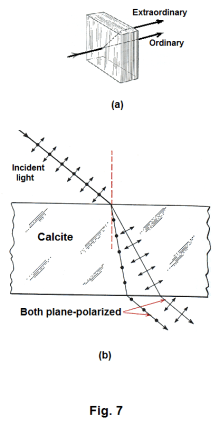 Extraordinary
Ordinary
(a)
Incident
light
Calcite
Both plane-polarized
(b)
Fig. 7